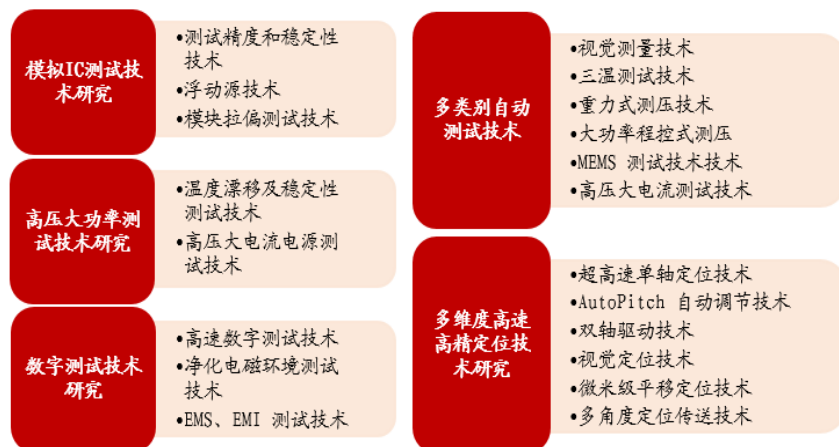 模拟IC测试技
术研究
•测试精度和稳定性
技术
•浮动源技术
•模块拉偏测试技术
高压大功率测
试技术研究
•温度漂移及稳定性
测试技术
•高压大电流电源测
试技术
数字测试技术
研究
•高速数字测试技术
•净化电磁环境测试
技术
•EMS、EMI 测试技术
多类别自动
测试技术
•视觉测量技术
•三温测试技术
•重力式测压技术
•大功率程控式测压
•MEMS 测试技术技术
•高压大电流测试技术
多维度高速
高精定位技
术研究
•超高速单轴定位技术
•AutoPitch 自动调节技术
•双轴驱动技术
•视觉定位技术
•微米级平移定位技术
•多角度定位传送技术